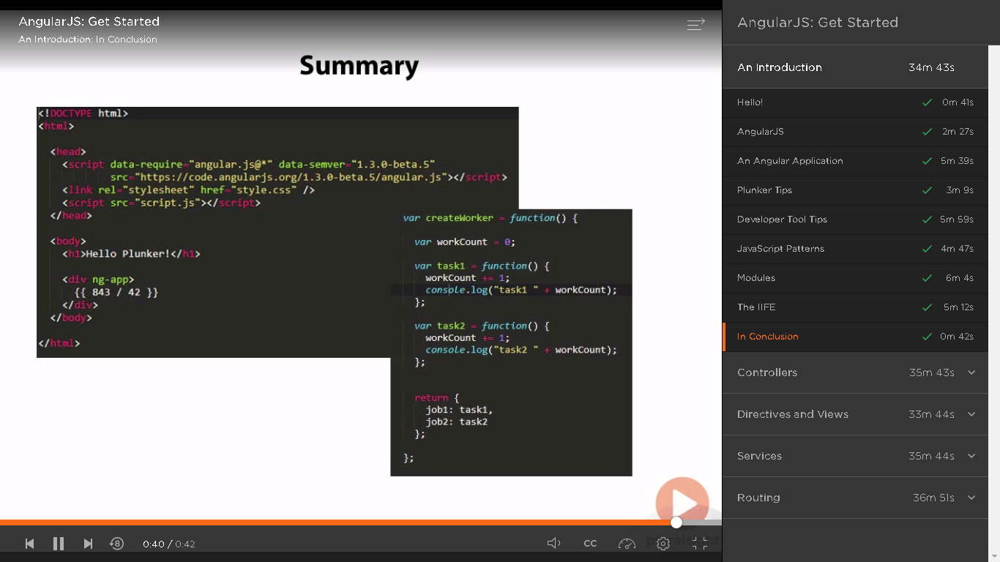 AngularJS: Get Started
An Introduction: In Conclusion
Summary
<!DOCTYPE html>
<html>
<head>
<script data-require="angular.js@*" data-semver="1.3.0-beta.5"
src="https://code.angularjs.org/1.3.0-beta.5/angular.js"></script>
<link rel="stylesheet" href="style.css" />
<script src="script.js"></script>
</head>
<body>
<h1>Hello Plunker!</h1>
<div ng-app>
{{ 843 / 42 }}
</div>
</body>
</html>
var createWorker = function() {
var workCount = 0;
var task1 = function() {
workCount += 1;
console.log("task1 " + workCount);
};
var task2 = function() {
workCount += 1;
console.log("task2 " + workCount);
};
return {
job1: task1,
job2: task2
};
};
8
0:40 / 0:42
CC
pluralsight
AngularJS: Get Started
An Introduction 34m 43s
Hello! 0m 41s
AngularJS 2m 27s
An Angular Application 5m 39s
Plunker Tips 3m 9s
Developer Tool Tips 5m 59s
JavaScript Patterns 4m 47s
Modules 6m 4s
The IIFE 5m 12s
In Conclusion 0m 42s
Controllers 35m 43s
Directives and Views 33m 44s
Services 35m 44s
Routing 36m 51s